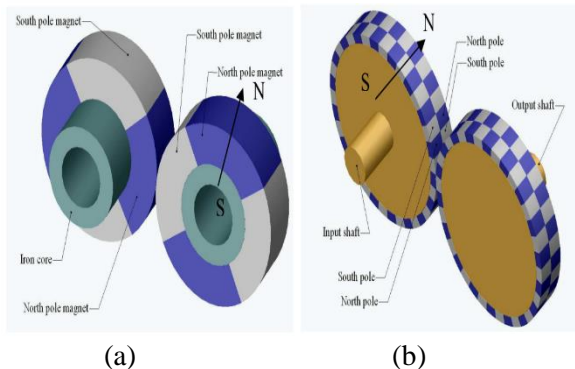 South pole magnet
South pole magnet
North pole magnet
N
S
Iron core
North pole magnet
(a)
N
North pole
South pole
S
Output shaft
Input shaft
South pole
North pole
(b)